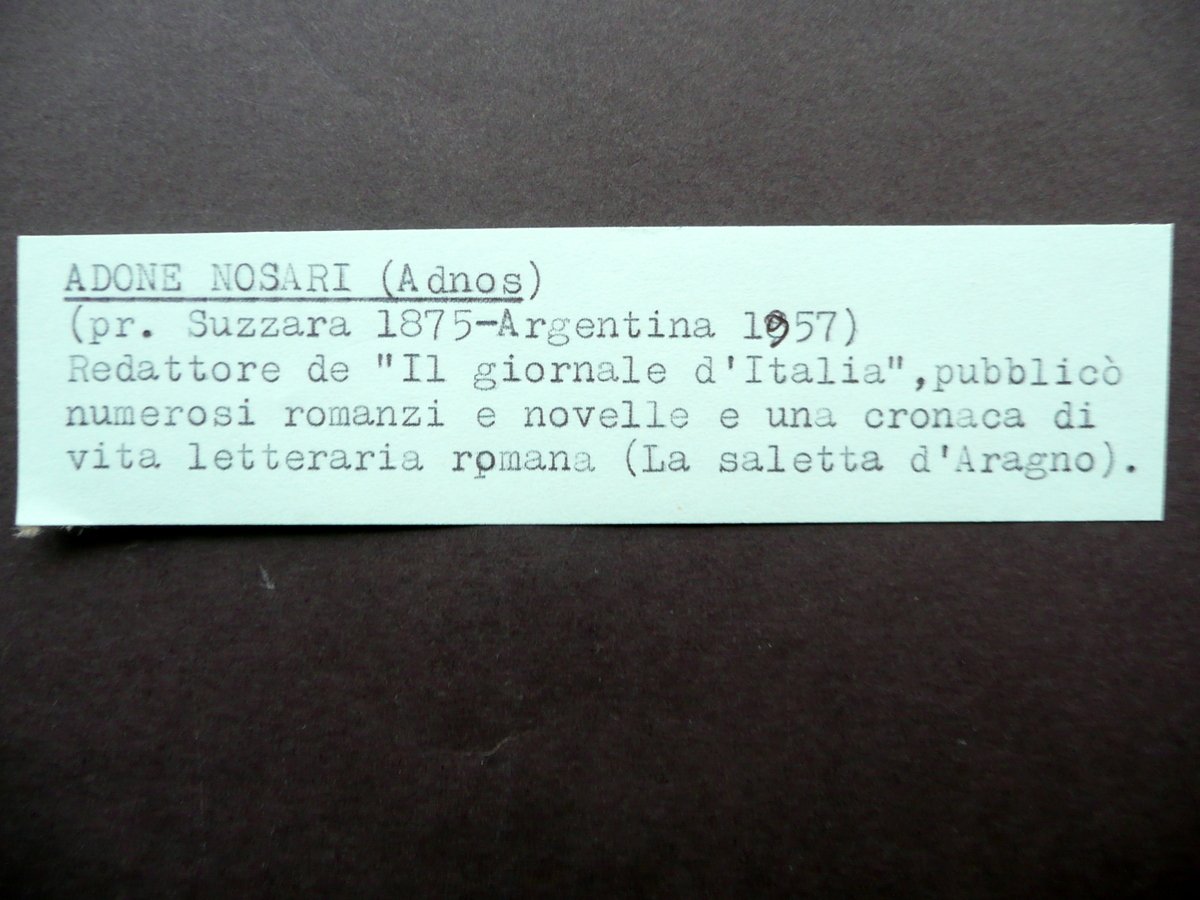 ADONE NOSARI (Adnos)
(pr. Suzzara 1875-Argentina 1957)
Redattore de "Il giornale d'Italia",pubblicò
numerosi romanzi e novelle e una cronaca di
vita letteraria romana (La saletta d'Aragno).